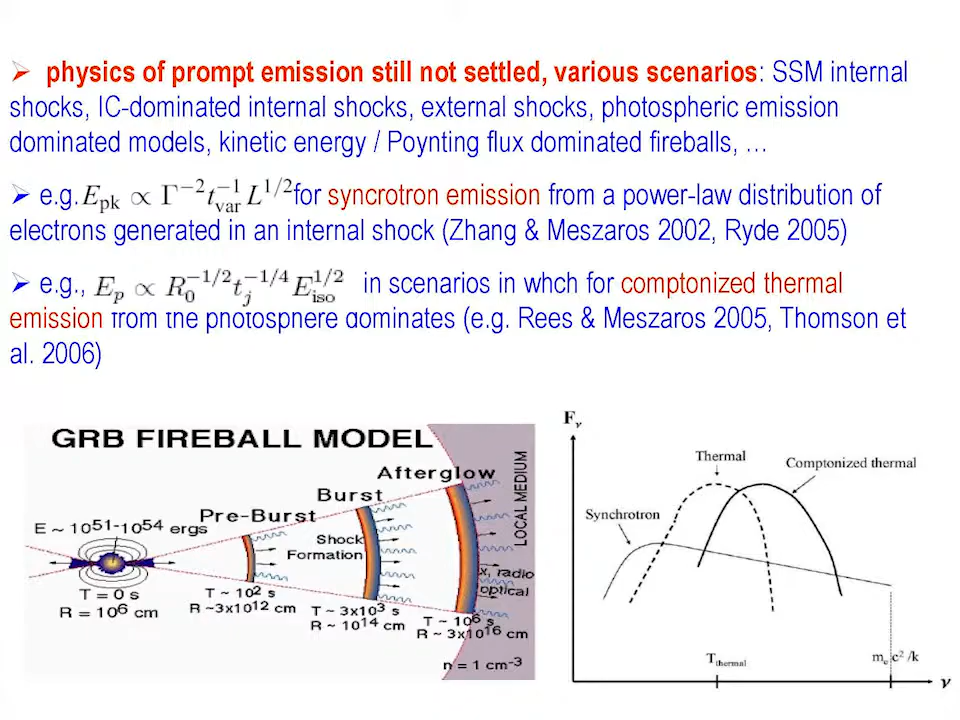 ➢ physics of prompt emission still not settled, various scenarios: SSM internal
shocks, IC-dominated internal shocks, external shocks, photospheric emission
dominated models, kinetic energy / Poynting flux dominated fireballs, …
➢ e.g. E_pk ∝ Γ^−2 t_var^−1 L^1/2 for syncrotron emission from a power-law distribution of
electrons generated in an internal shock (Zhang & Meszaros 2002, Ryde 2005)
➢ e.g., E_p ∝ R_0^−1/2 t_j^−1/4 E_iso^1/2 in scenarios in whch for comptonized thermal
emission from the photosphere dominates (e.g. Rees & Meszaros 2005, Thomson et
al. 2006)
GRB FIREBALL MODEL
Afterglow
Burst
Pre-Burst
E ~ 10^51-10^54 ergs
Shock
Formation
LOCAL MEDIUM
x, radio
optical
T = 0 s
R = 10^6 cm
T ~ 10^2 s
R ~3x10^12 cm
T ~ 3x10^3 s
R ~ 10^14 cm
T ~ 10^6 s
R ~ 3x10^16 cm
n = 1 cm^-3
F_ν
Thermal
Comptonized thermal
Synchrotron
T_thermal
m_e c^2/k
ν